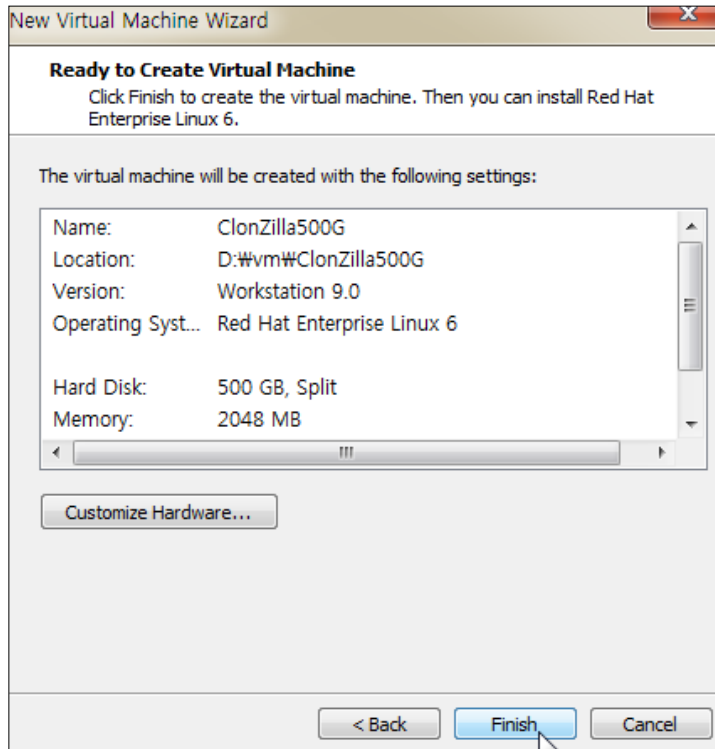 New Virtual Machine Wizard
Ready to Create Virtual Machine
Click Finish to create the virtual machine. Then you can install Red Hat
Enterprise Linux 6.
The virtual machine will be created with the following settings:
Name: ClonZilla500G
Location: D:₩vm₩ClonZilla500G
Version: Workstation 9.0
Operating Syst... Red Hat Enterprise Linux 6
Hard Disk: 500 GB, Split
Memory: 2048 MB
Customize Hardware...
< Back Finish Cancel